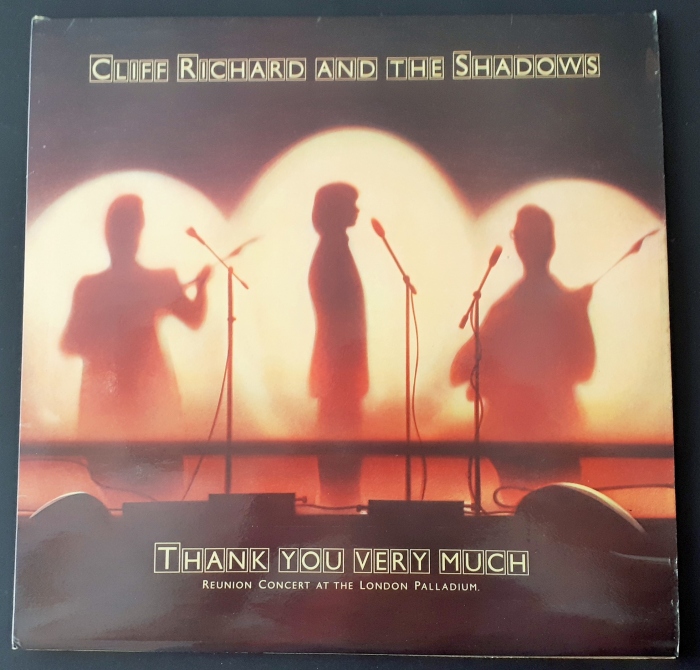 Cliff Richard and the Shadows
Thank you very much
Reunion Concert at the London Palladium.